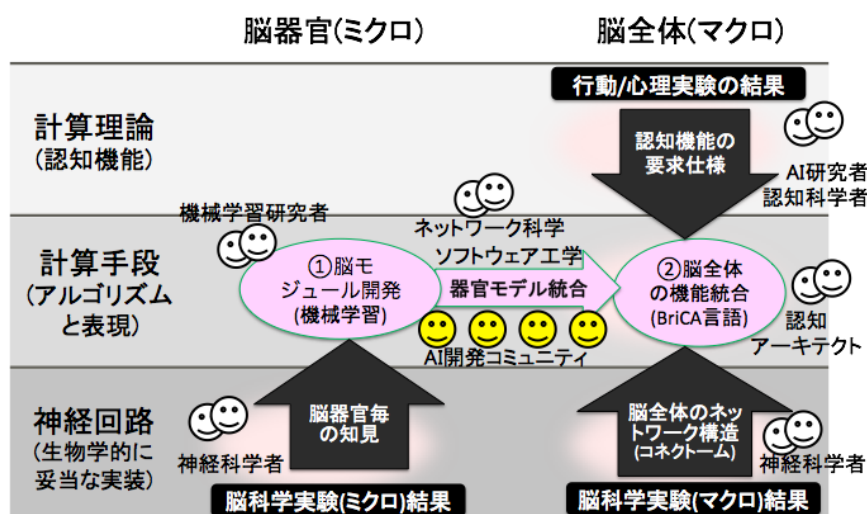 脳器官(ミクロ)
脳全体(マクロ)
行動/心理実験の結果
計算理論
(認知機能)
認知機能の
要求仕様
AI研究者
認知科学者
機械学習研究者
ネットワーク科学
ソフトウェア工学
計算手段
(アルゴリズム
と表現)
①脳モ
ジュール開発
(機械学習)
器官モデル統合
②脳全体
の機能統合
(BriCA言語)
認知
アーキテクト
AI開発コミュニティ
神経回路
(生物学的に
妥当な実装)
神経科学者
脳器官毎
の知見
脳全体のネッ
トワーク構造
(コネクトーム)
神経科学者
脳科学実験(ミクロ)結果
脳科学実験(マクロ)結果